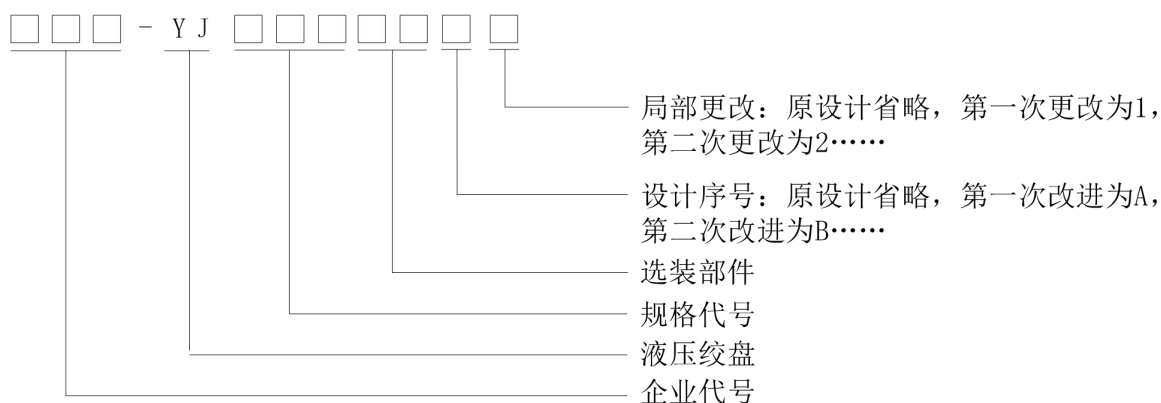 □□□-YJ□□□□□□□
局部更改：原设计省略，第一次更改为1，
第二次更改为2……
设计序号：原设计省略，第一次改进为A，
第二次改进为B……
选装部件
规格代号
液压绞盘
企业代号